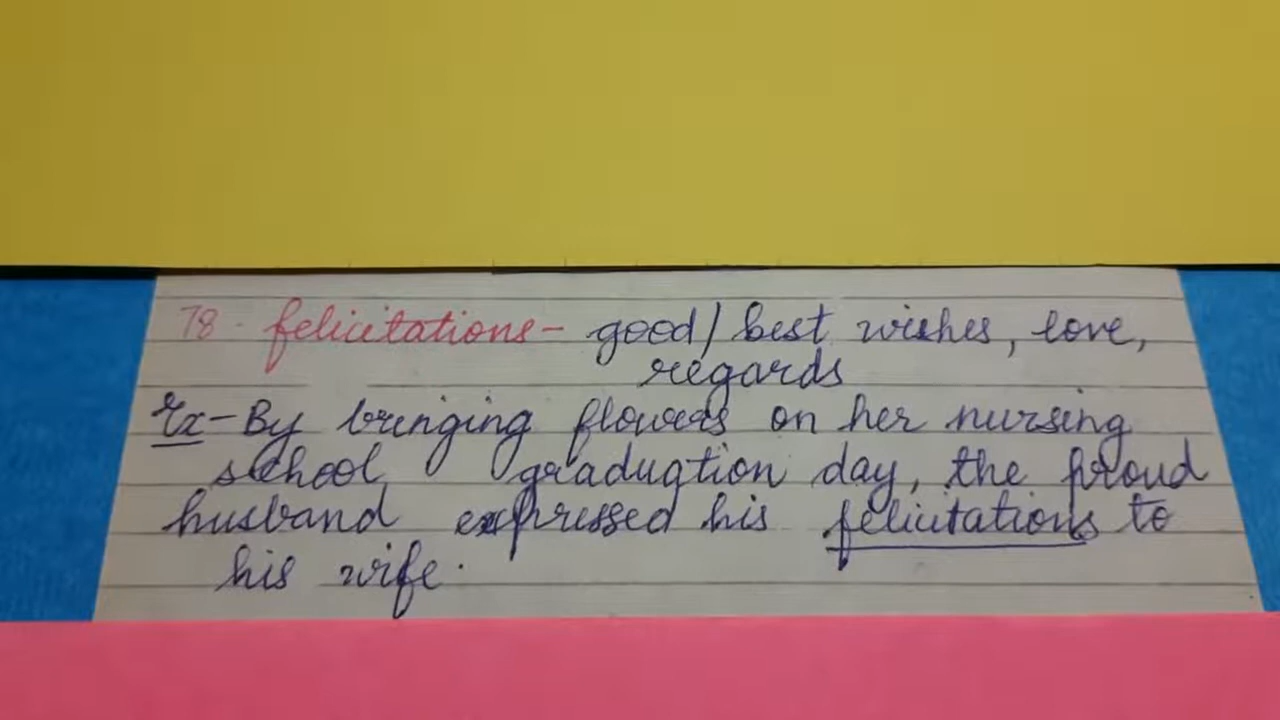 78. felicitations- good/best wishes, love,
regards
Ex-By bringing flowers on her nursing
school graduation day, the proud
husband expressed his felicitations to
his wife.